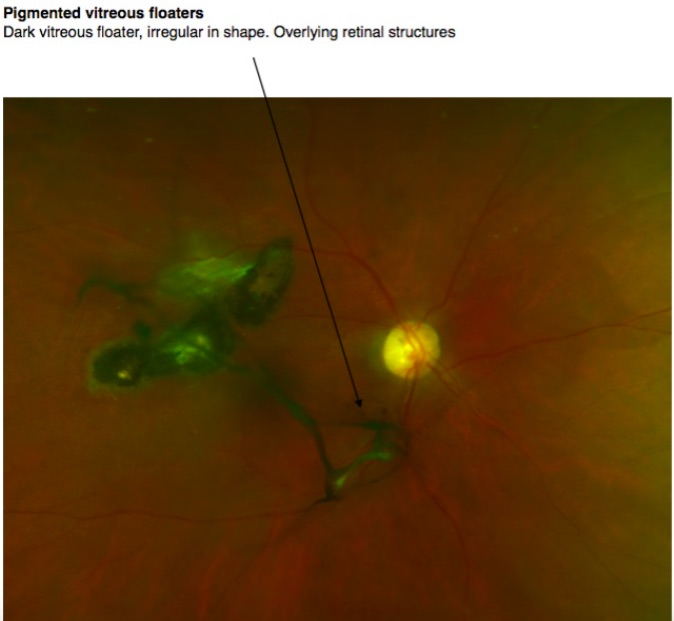 Pigmented vitreous floaters
Dark vitreous floater, irregular in shape. Overlying retinal structures